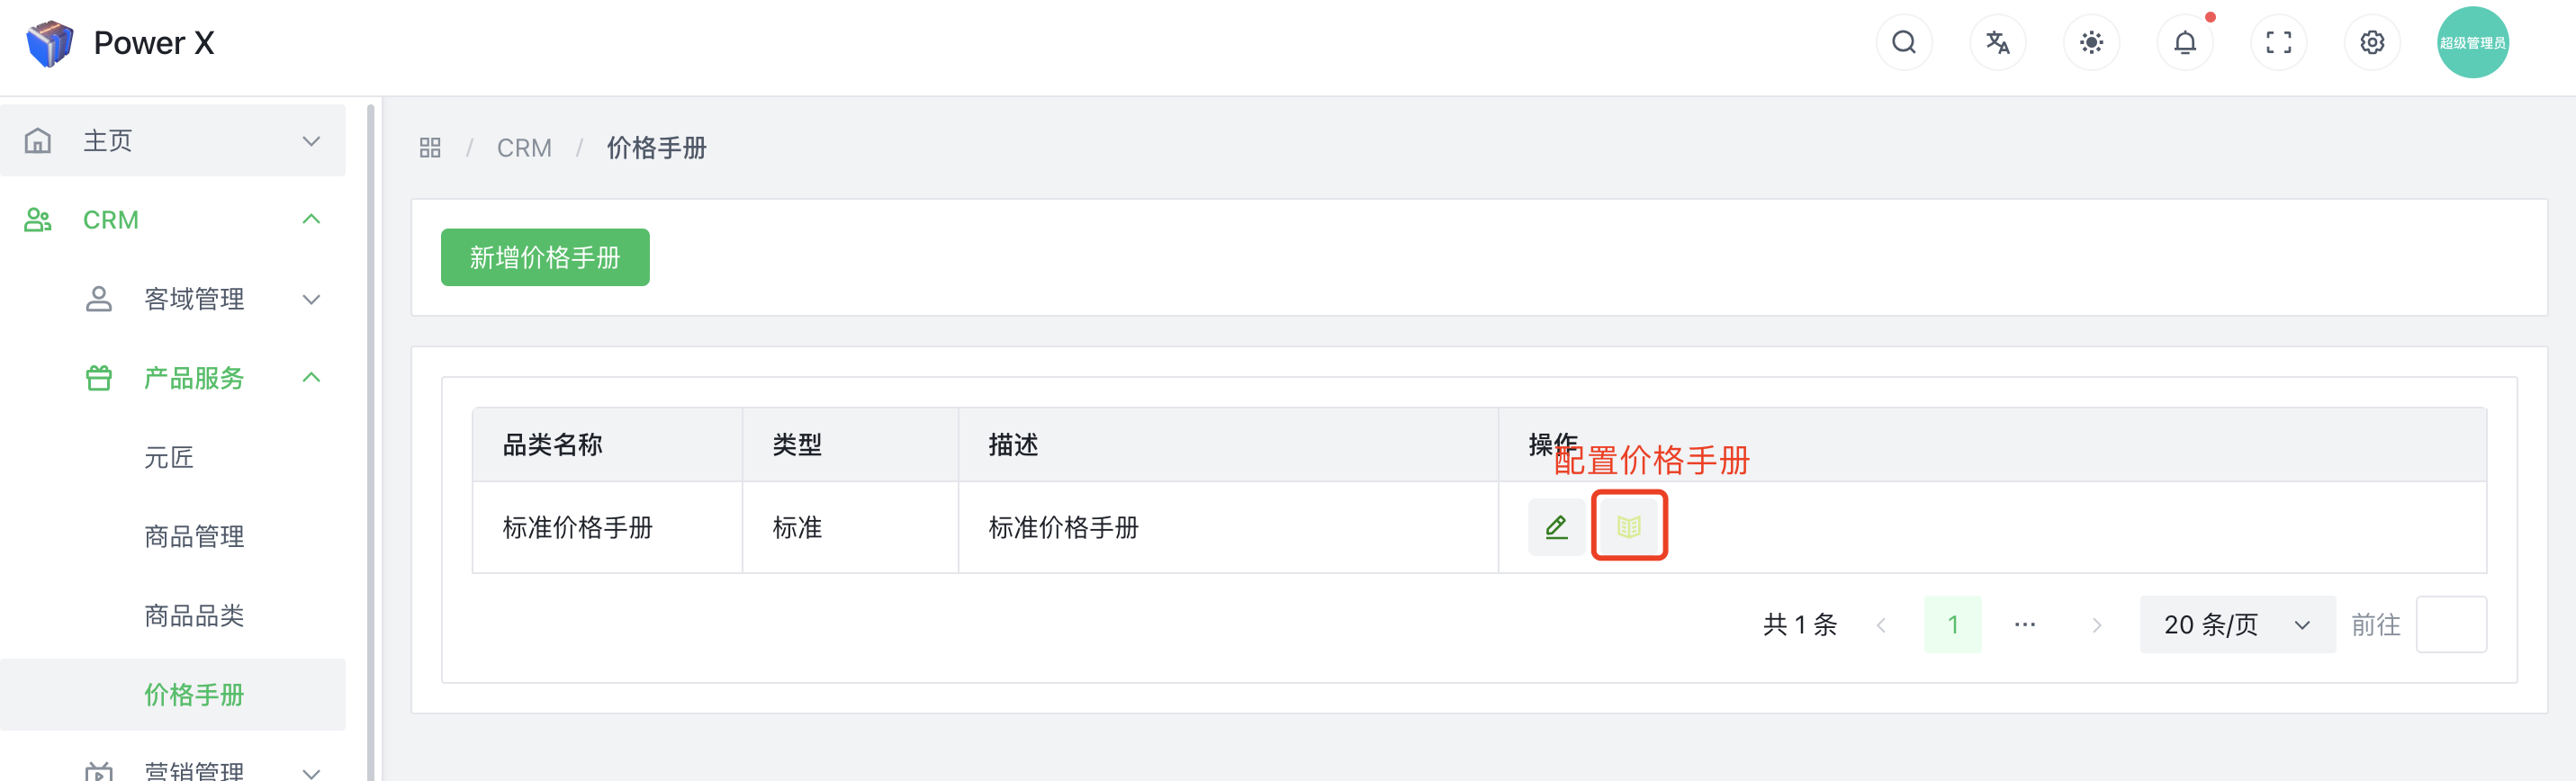 Power X
超级管理员
主页
CRM
客域管理
产品服务
元匠
商品管理
商品品类
价格手册
营销管理
/ CRM / 价格手册
新增价格手册
品类名称 类型 描述 操作
配置价格手册
标准价格手册 标准 标准价格手册
共 1 条 1 ··· 20 条/页 前往